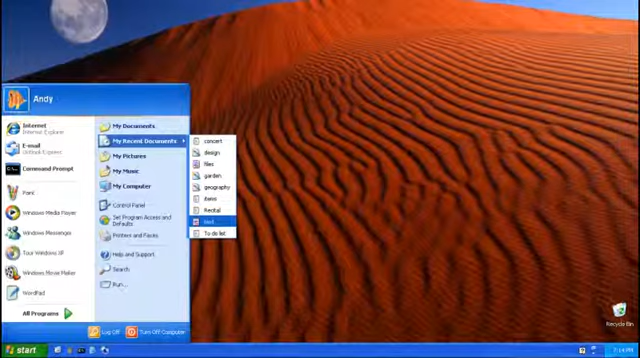 Andy
Internet
Internet Explorer
E-mail
Outlook Express
Command Prompt
Paint
Windows Media Player
Windows Messenger
Tour Windows XP
Windows Movie Maker
WordPad
All Programs
My Documents
My Recent Documents
My Pictures
My Music
My Computer
Control Panel
Set Program Access and
Defaults
Printers and Faxes
Help and Support
Search
Run...
concert
design
files
garden
geography
items
Recital
To do list
Log Off
Turn Off Computer
Recycle Bin
start